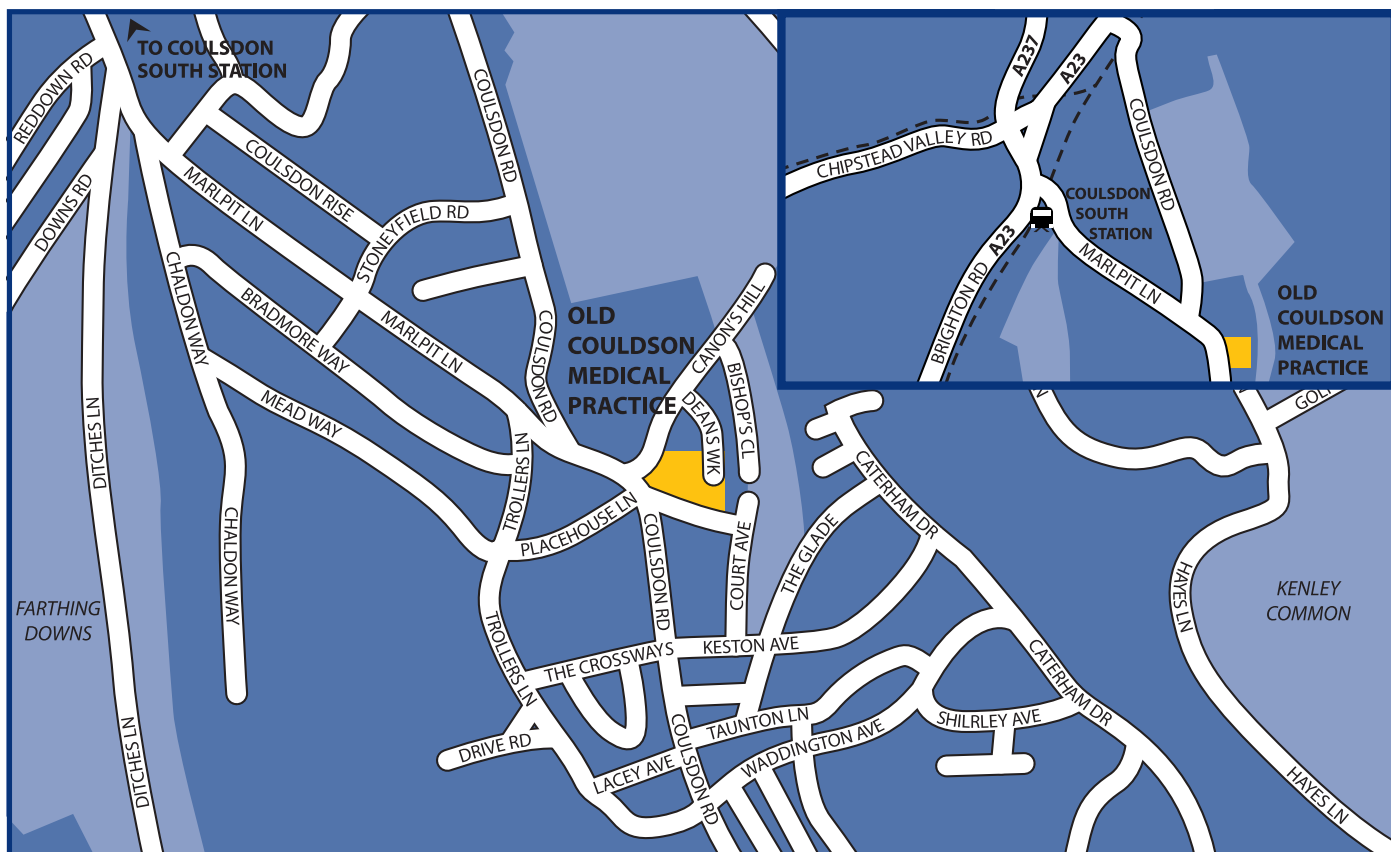 TO COULSDON
SOUTH STATION
REDDOWN RD
DOWNS RD
DITCHES LN
DITCHES LN
FARTHING
DOWNS
COULSDON RD
COULSDON RISE
MARLPIT LN
STONEYFIELD RD
CHALDON WAY
BRADMORE WAY
MARLPIT LN
COULSDON RD
MEAD WAY
CHALDON WAY
TROLLERS LN
OLD
COULDSON
MEDICAL
PRACTICE
CANON'S HILL
BISHOP'S CL
DEANS WK
PLACEHOUSE LN
COULSDON RD
COURT AVE
THE GLADE
CATERHAM DR
TROLLERS LN
THE CROSSWAYS
KESTON AVE
DRIVE RD
LACEY AVE
TAUNTON LN
COULSDON RD
WADDINGTON AVE
SHILRLEY AVE
CATERHAM DR
HAYES LN
HAYES LN
KENLEY
COMMON
N
GOLF
A237
A23
CHIPSTEAD VALLEY RD
COULSDON RD
COULSDON
SOUTH
STATION
BRIGHTON RD
A23
MARLPIT LN
OLD
COULDSON
MEDICAL
PRACTICE